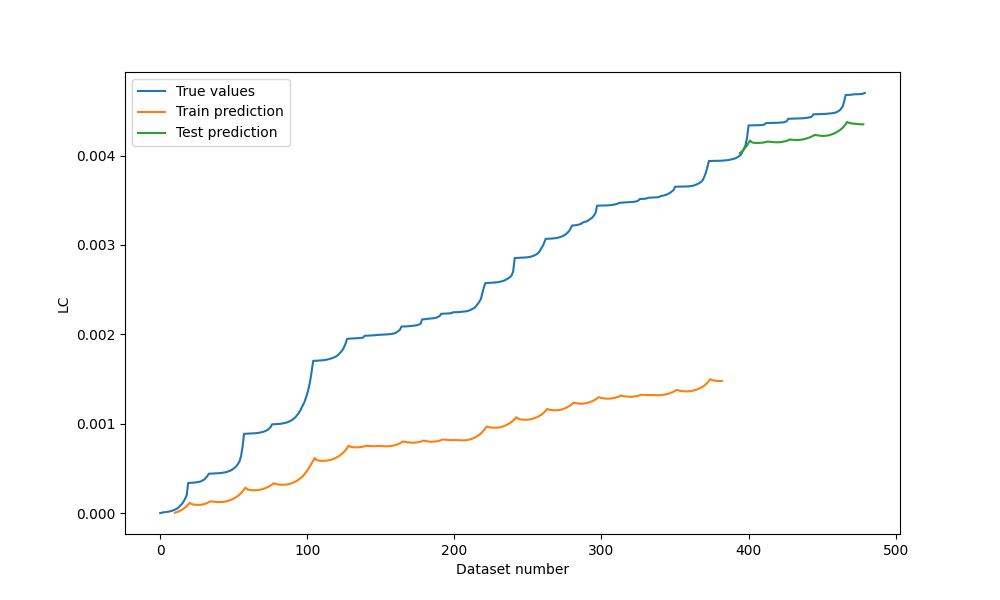 True values
Train prediction
Test prediction
0.004
0.003
0.002
0.001
0.000
LC
0
100
200
300
400
500
Dataset number